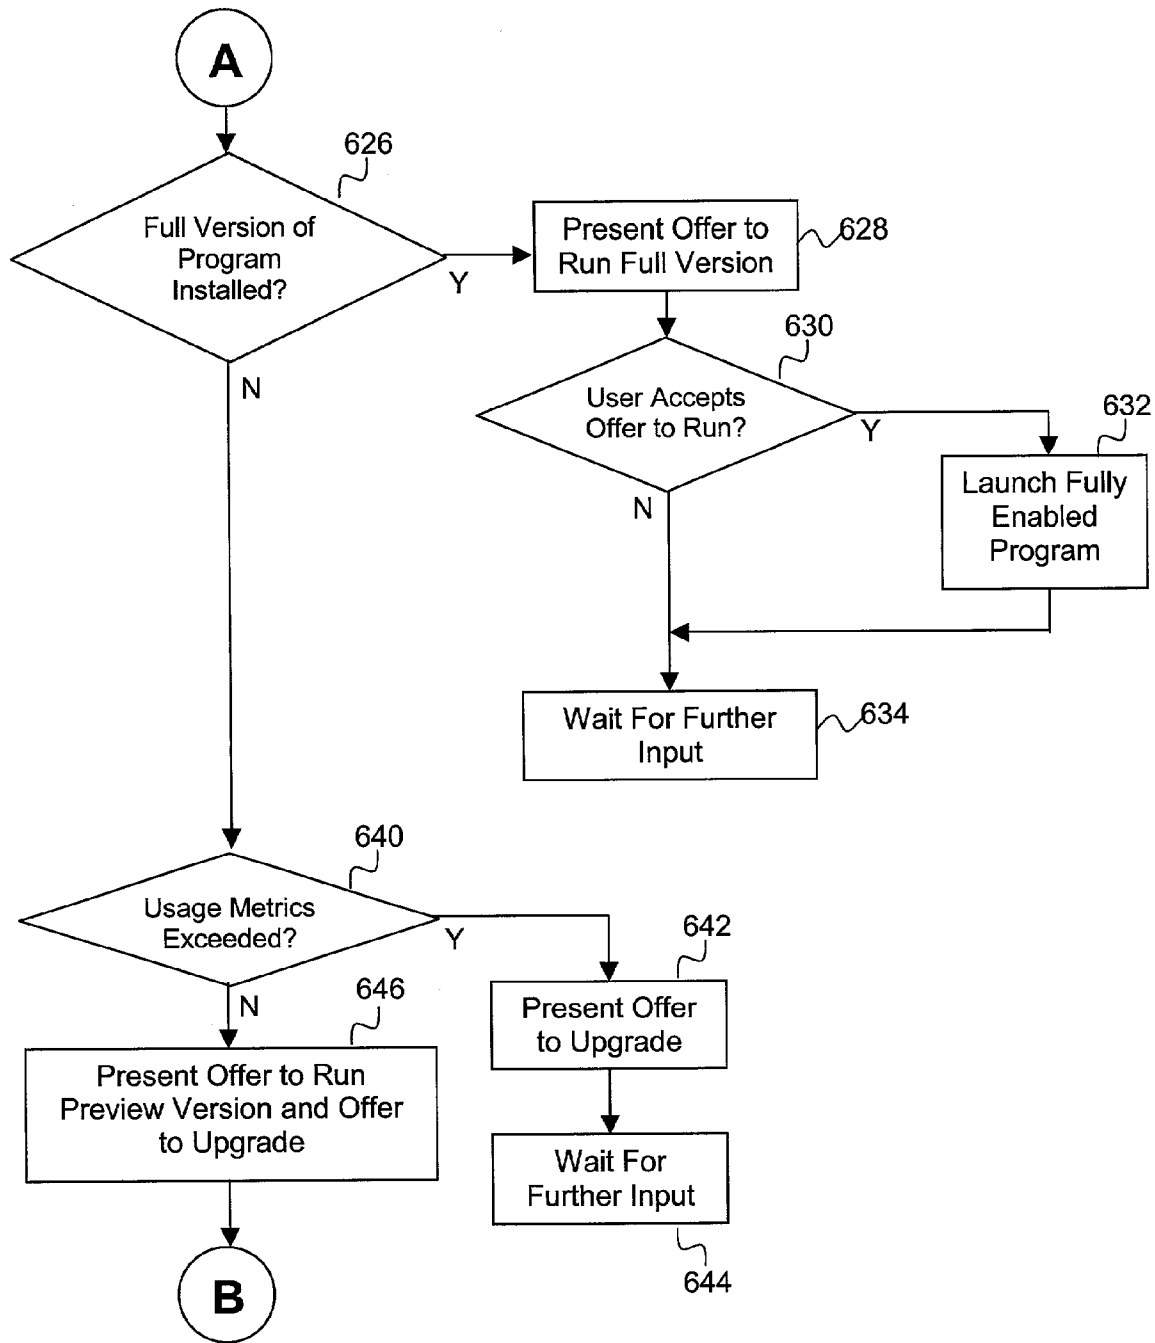 A
626
Full Version of
Program
Installed?
Y
N
Present Offer to
Run Full Version
628
630
User Accepts
Offer to Run?
Y
N
632
Launch Fully
Enabled
Program
Wait For Further
Input
634
640
Usage Metrics
Exceeded?
Y
N
642
Present Offer
to Upgrade
646
Present Offer to Run
Preview Version and Offer
to Upgrade
Wait For
Further Input
644
B